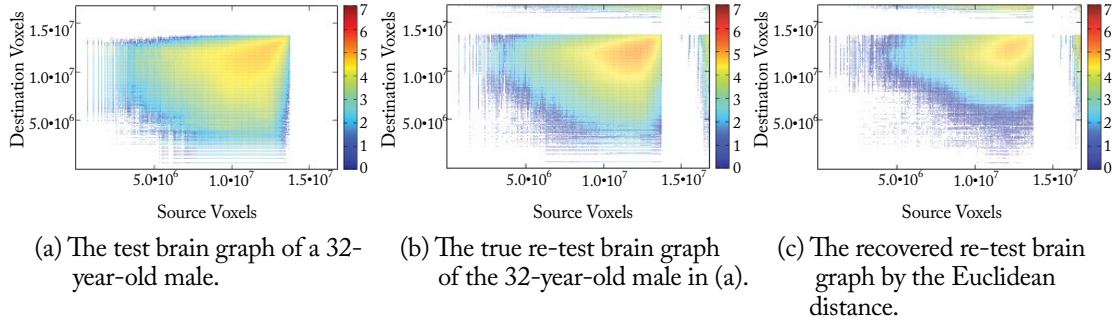 Destination Voxels
1.5•10⁷
1.0•10⁷
5.0•10⁶
5.0•10⁶ 1.0•10⁷ 1.5•10⁷
Source Voxels
7
6
5
4
3
2
1
0
(a) The test brain graph of a 32-
year-old male.
Destination Voxels
1.5•10⁷
1.0•10⁷
5.0•10⁶
5.0•10⁶ 1.0•10⁷ 1.5•10⁷
Source Voxels
7
6
5
4
3
2
1
0
(b) The true re-test brain graph
of the 32-year-old male in (a).
Destination Voxels
1.5•10⁷
1.0•10⁷
5.0•10⁶
5.0•10⁶ 1.0•10⁷ 1.5•10⁷
Source Voxels
7
6
5
4
3
2
1
0
(c) The recovered re-test brain
graph by the Euclidean
distance.